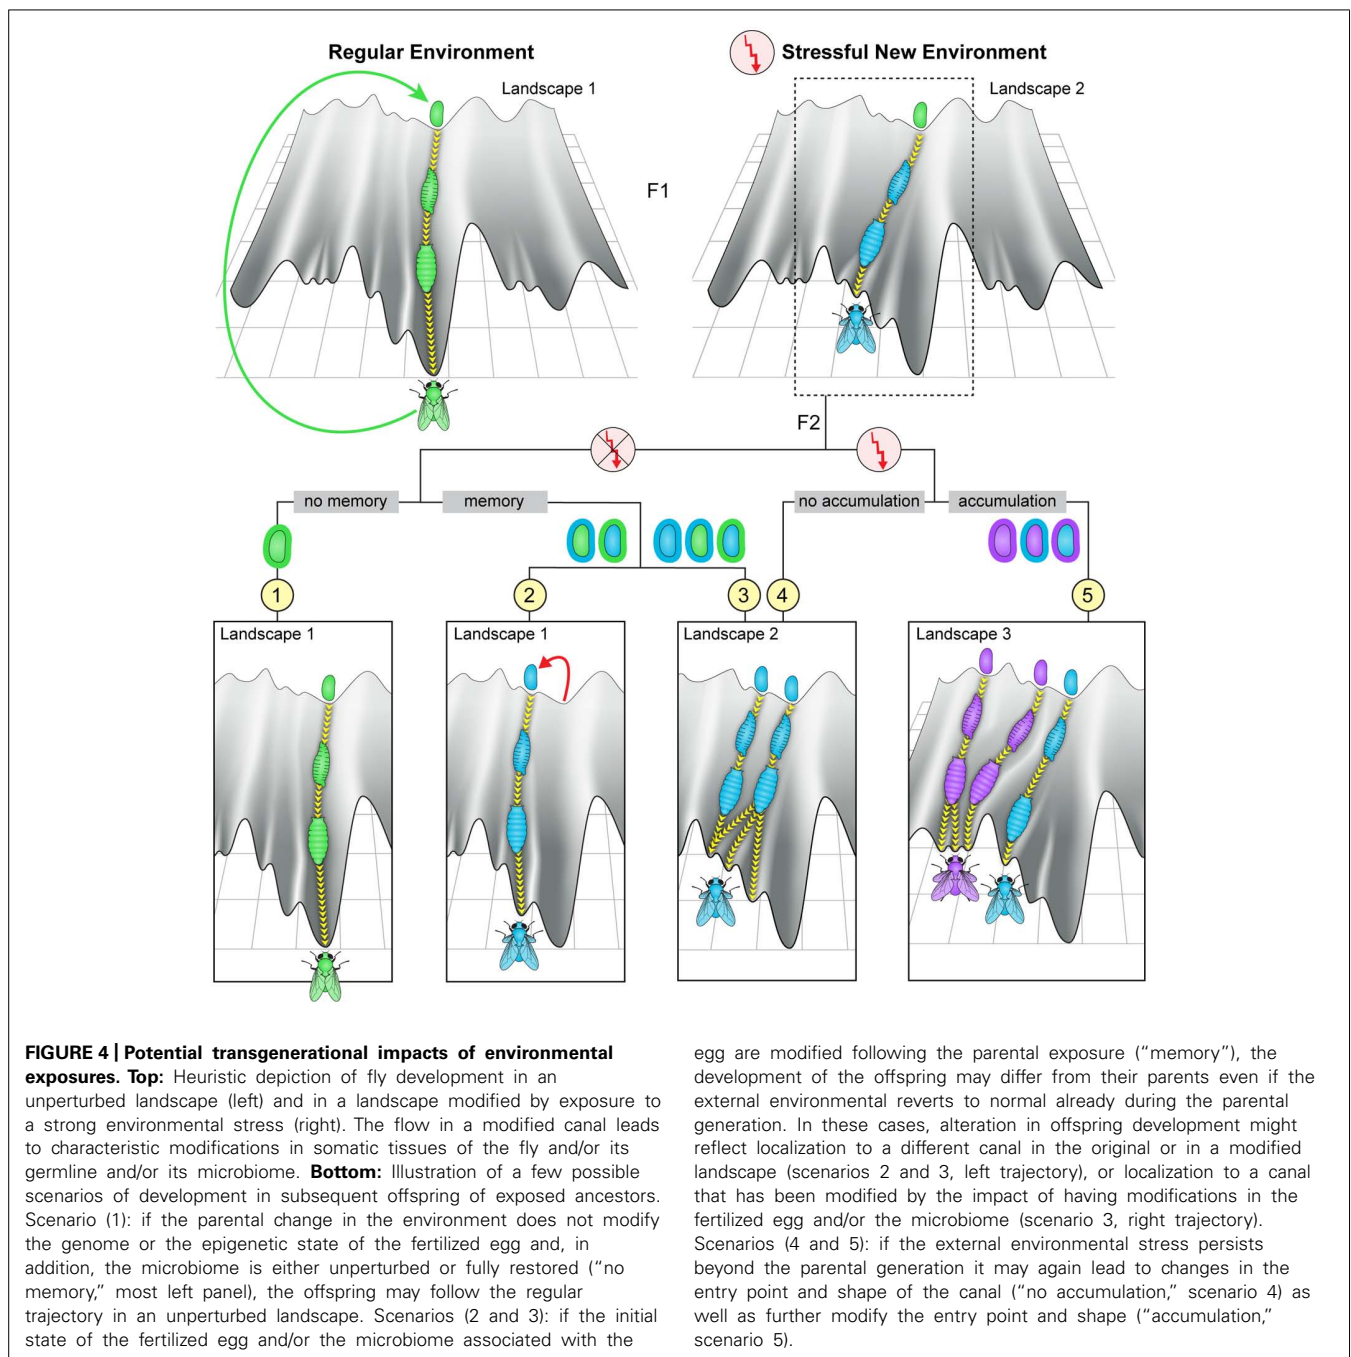 Regular Environment
Stressful New Environment
Landscape 1
Landscape 2
F1
F2
no memory
memory
no accumulation
accumulation
1
2
3
4
5
Landscape 1
Landscape 1
Landscape 2
Landscape 3
FIGURE 4 | Potential transgenerational impacts of environmental
exposures. Top: Heuristic depiction of fly development in an
unperturbed landscape (left) and in a landscape modified by exposure to
a strong environmental stress (right). The flow in a modified canal leads
to characteristic modifications in somatic tissues of the fly and/or its
germline and/or its microbiome. Bottom: Illustration of a few possible
scenarios of development in subsequent offspring of exposed ancestors.
Scenario (1): if the parental change in the environment does not modify
the genome or the epigenetic state of the fertilized egg and, in
addition, the microbiome is either unperturbed or fully restored (“no
memory,” most left panel), the offspring may follow the regular
trajectory in an unperturbed landscape. Scenarios (2 and 3): if the initial
state of the fertilized egg and/or the microbiome associated with the
egg are modified following the parental exposure (“memory”), the
development of the offspring may differ from their parents even if the
external environmental reverts to normal already during the parental
generation. In these cases, alteration in offspring development might
reflect localization to a different canal in the original or in a modified
landscape (scenarios 2 and 3, left trajectory), or localization to a canal
that has been modified by the impact of having modifications in the
fertilized egg and/or the microbiome (scenario 3, right trajectory).
Scenarios (4 and 5): if the external environmental stress persists
beyond the parental generation it may again lead to changes in the
entry point and shape of the canal (“no accumulation,” scenario 4) as
well as further modify the entry point and shape (“accumulation,”
scenario 5).